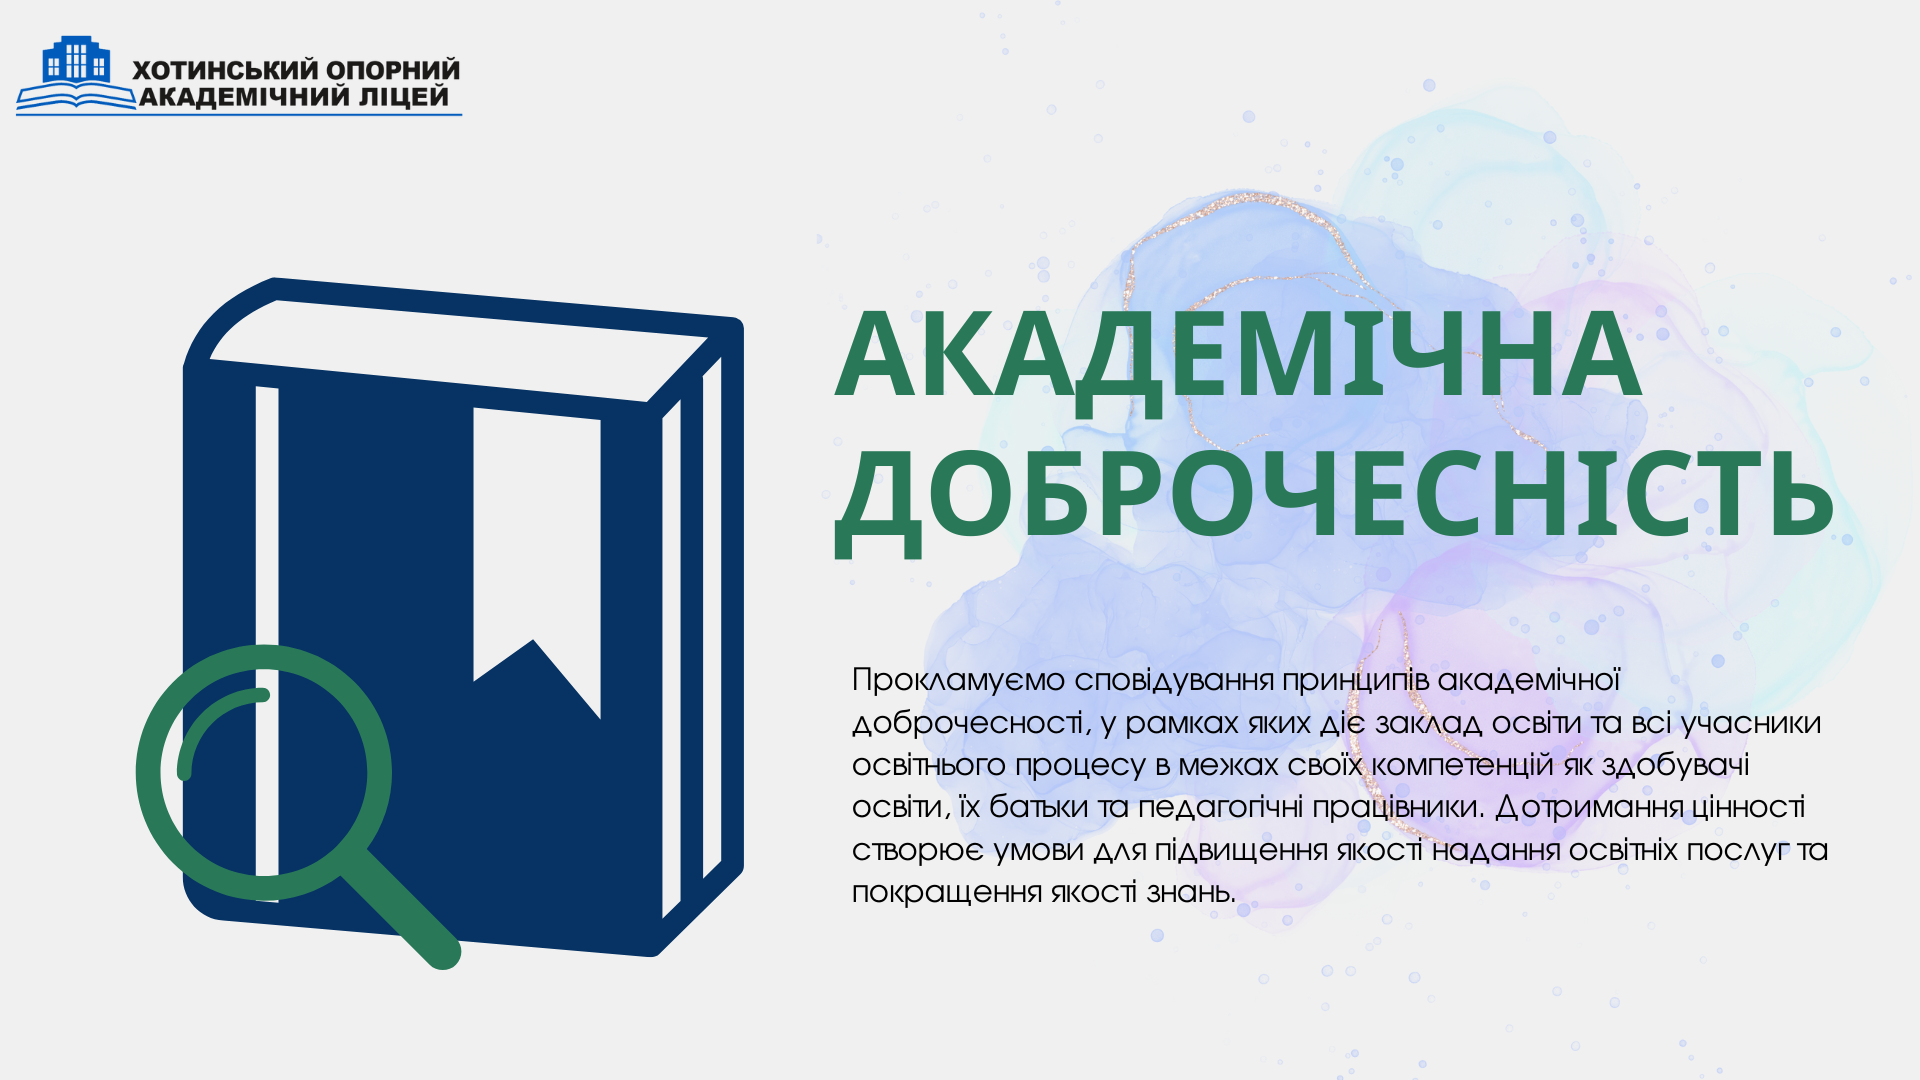 ХОТИНСЬКИЙ ОПОРНИЙ
АКАДЕМІЧНИЙ ЛІЦЕЙ
АКАДЕМІЧНА
ДОБРОЧЕСНІСТЬ
Прокламуємо сповідування принципів академічної
доброчесності, у рамках яких діє заклад освіти та всі учасники
освітнього процесу в межах своїх компетенцій як здобувачі
освіти, їх батьки та педагогічні працівники. Дотримання цінності
створює умови для підвищення якості надання освітніх послуг та
покращення якості знань.